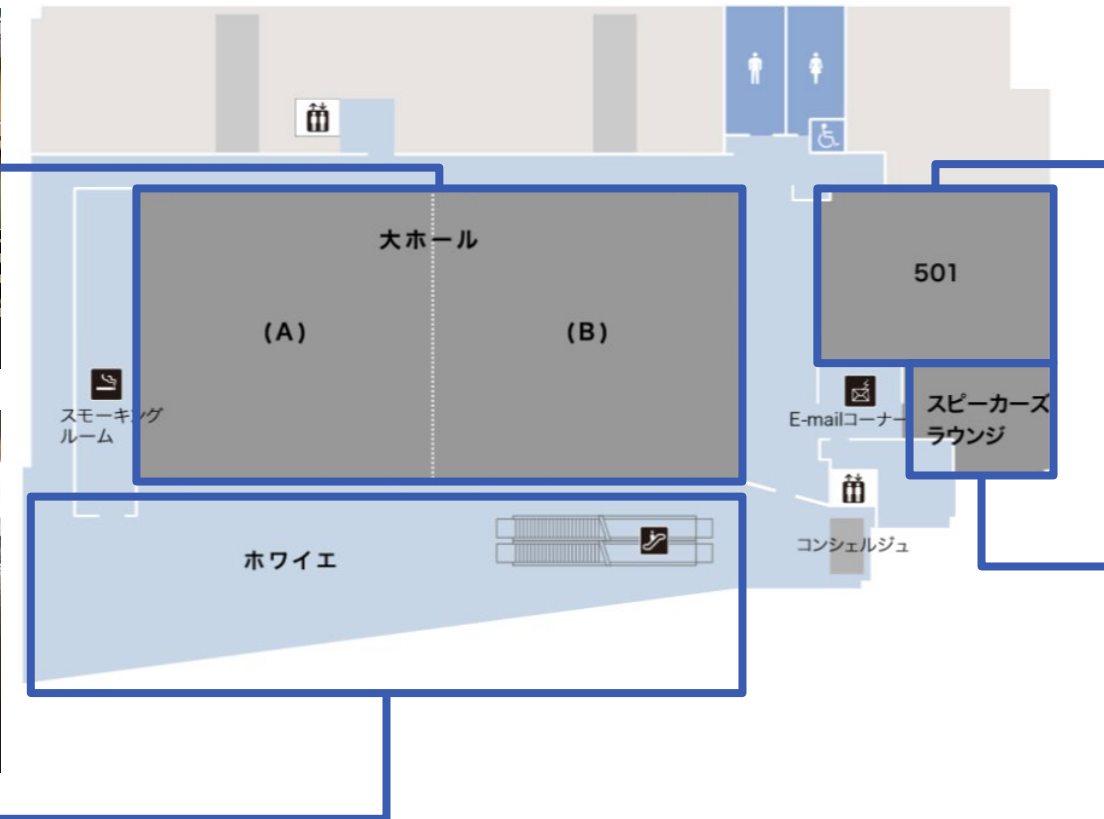 大ホール
(A)
(B)
501
スモーキング
ルーム
E-mailコーナー
スピーカーズ
ラウンジ
コンシェルジュ
ホワイエ